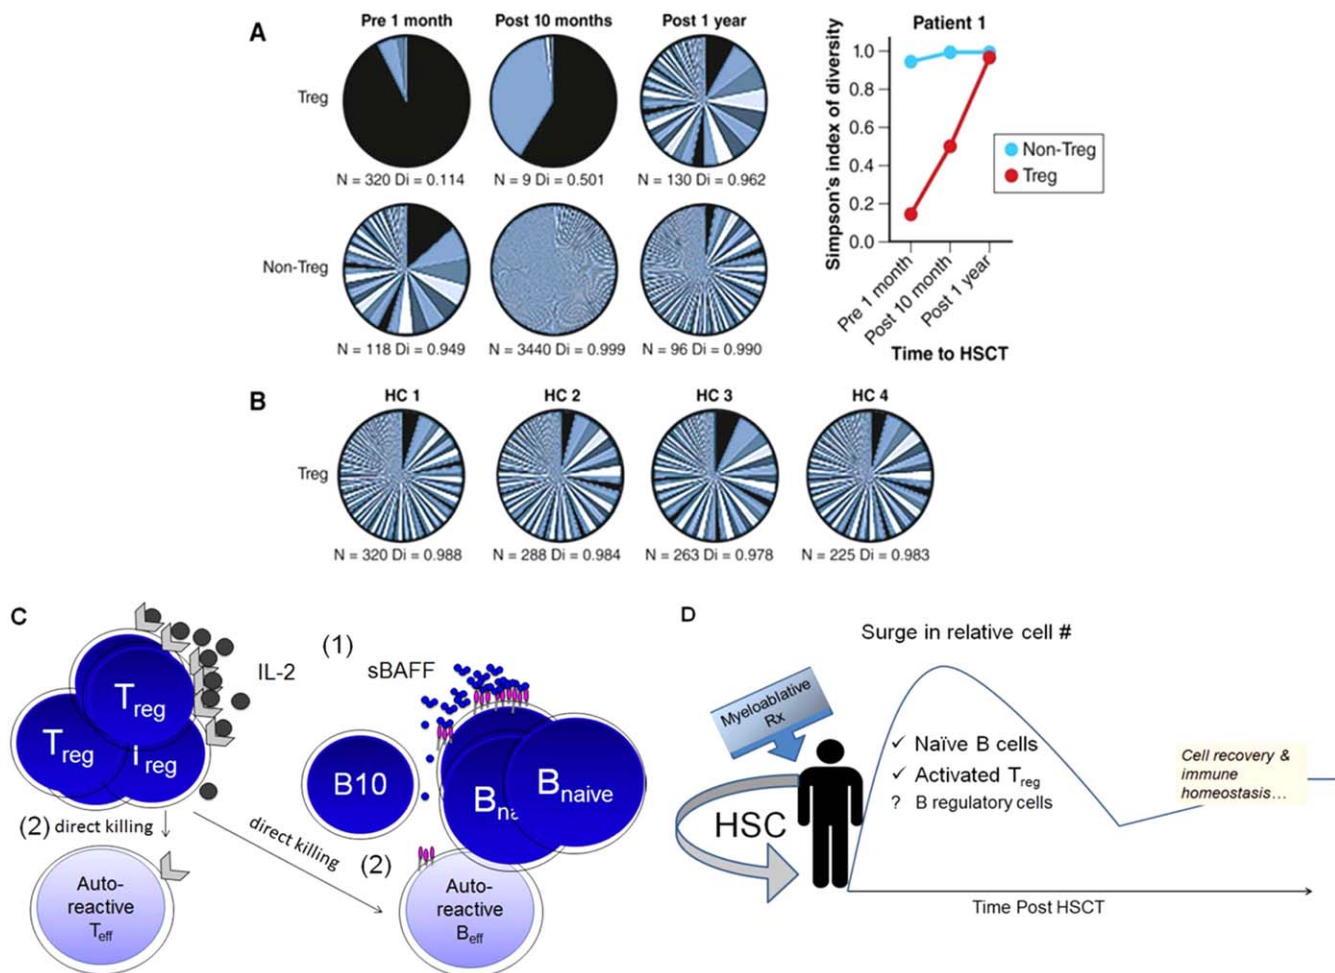 A
Pre 1 month
Post 10 months
Post 1 year
Treg
N = 320 Di = 0.114
N = 9 Di = 0.501
N = 130 Di = 0.962
Non-Treg
N = 118 Di = 0.949
N = 3440 Di = 0.999
N = 96 Di = 0.990
Patient 1
Simpson's index of diversity
1.0
0.8
0.6
0.4
0.2
0.0
Non-Treg
Treg
Pre 1 month
Post 10 month
Post 1 year
Time to HSCT
B
HC 1
HC 2
HC 3
HC 4
Treg
N = 320 Di = 0.988
N = 288 Di = 0.984
N = 263 Di = 0.978
N = 225 Di = 0.983
C
Treg
Treg
reg
IL-2
(1)
sBAFF
B10
Bna
Bnaive
(2) direct killing
direct killing
(2)
Auto-
reactive
Teff
Auto-
reactive
Beff
D
Surge in relative cell #
Myeloablative
Rx
HSC
✓ Naïve B cells
✓ Activated Treg
? B regulatory cells
Cell recovery &
immune
homeostasis…
Time Post HSCT